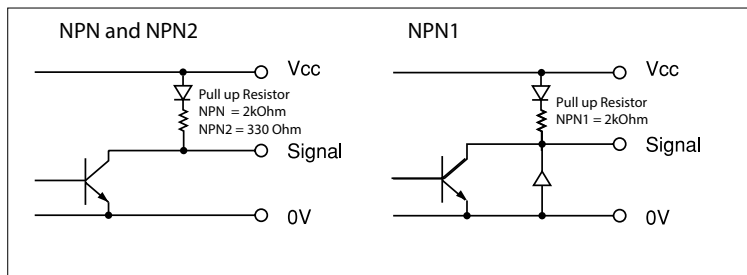 NPN and NPN2
Vcc
Pull up Resistor
NPN = 2kOhm
NPN2 = 330 Ohm
Signal
0V
NPN1
Vcc
Pull up Resistor
NPN1 = 2kOhm
Signal
0V